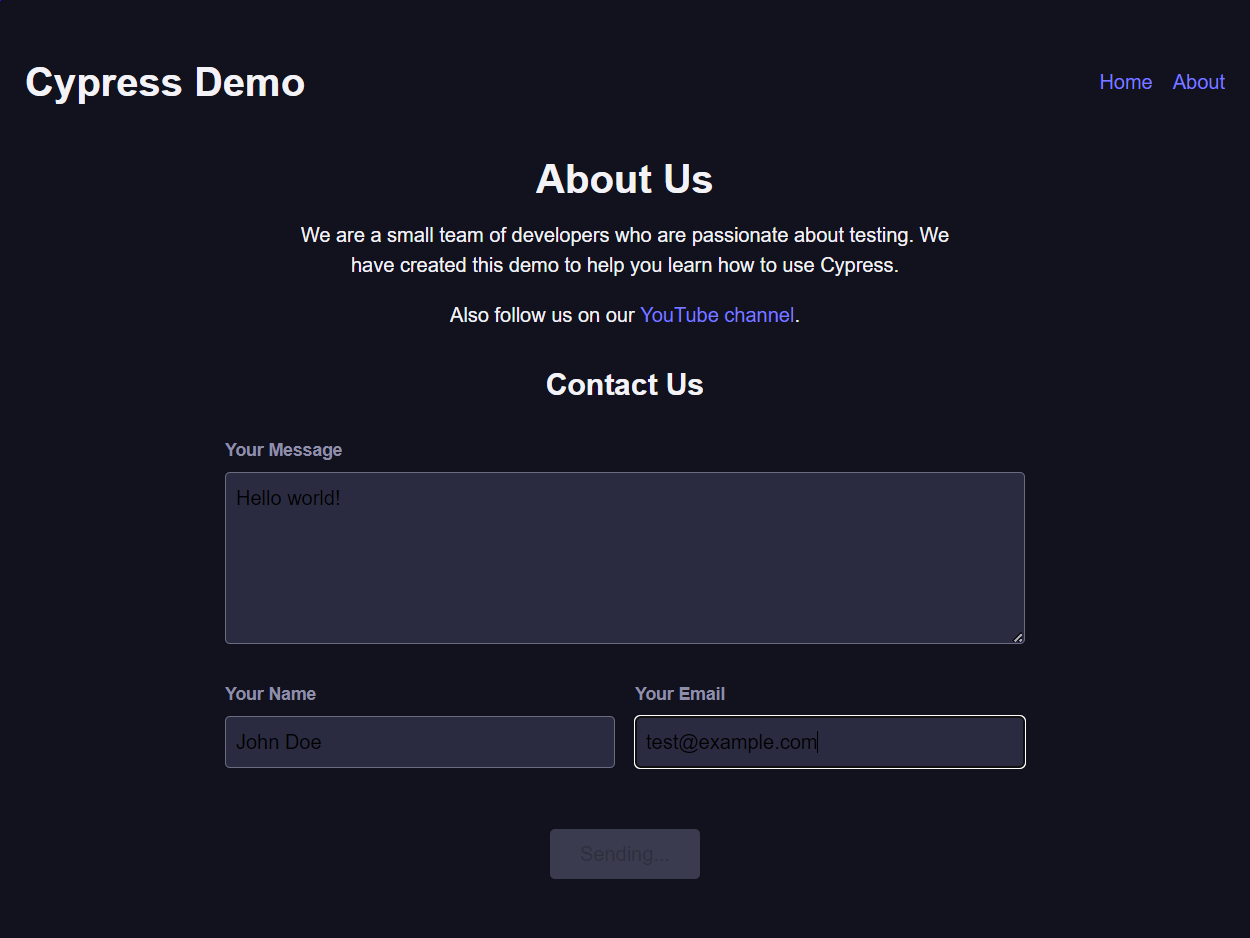 Cypress Demo
Home About
About Us
We are a small team of developers who are passionate about testing. We
have created this demo to help you learn how to use Cypress.
Also follow us on our YouTube channel.
Contact Us
Your Message
Hello world!
Your Name
Your Email
John Doe
test@example.com
Sending...